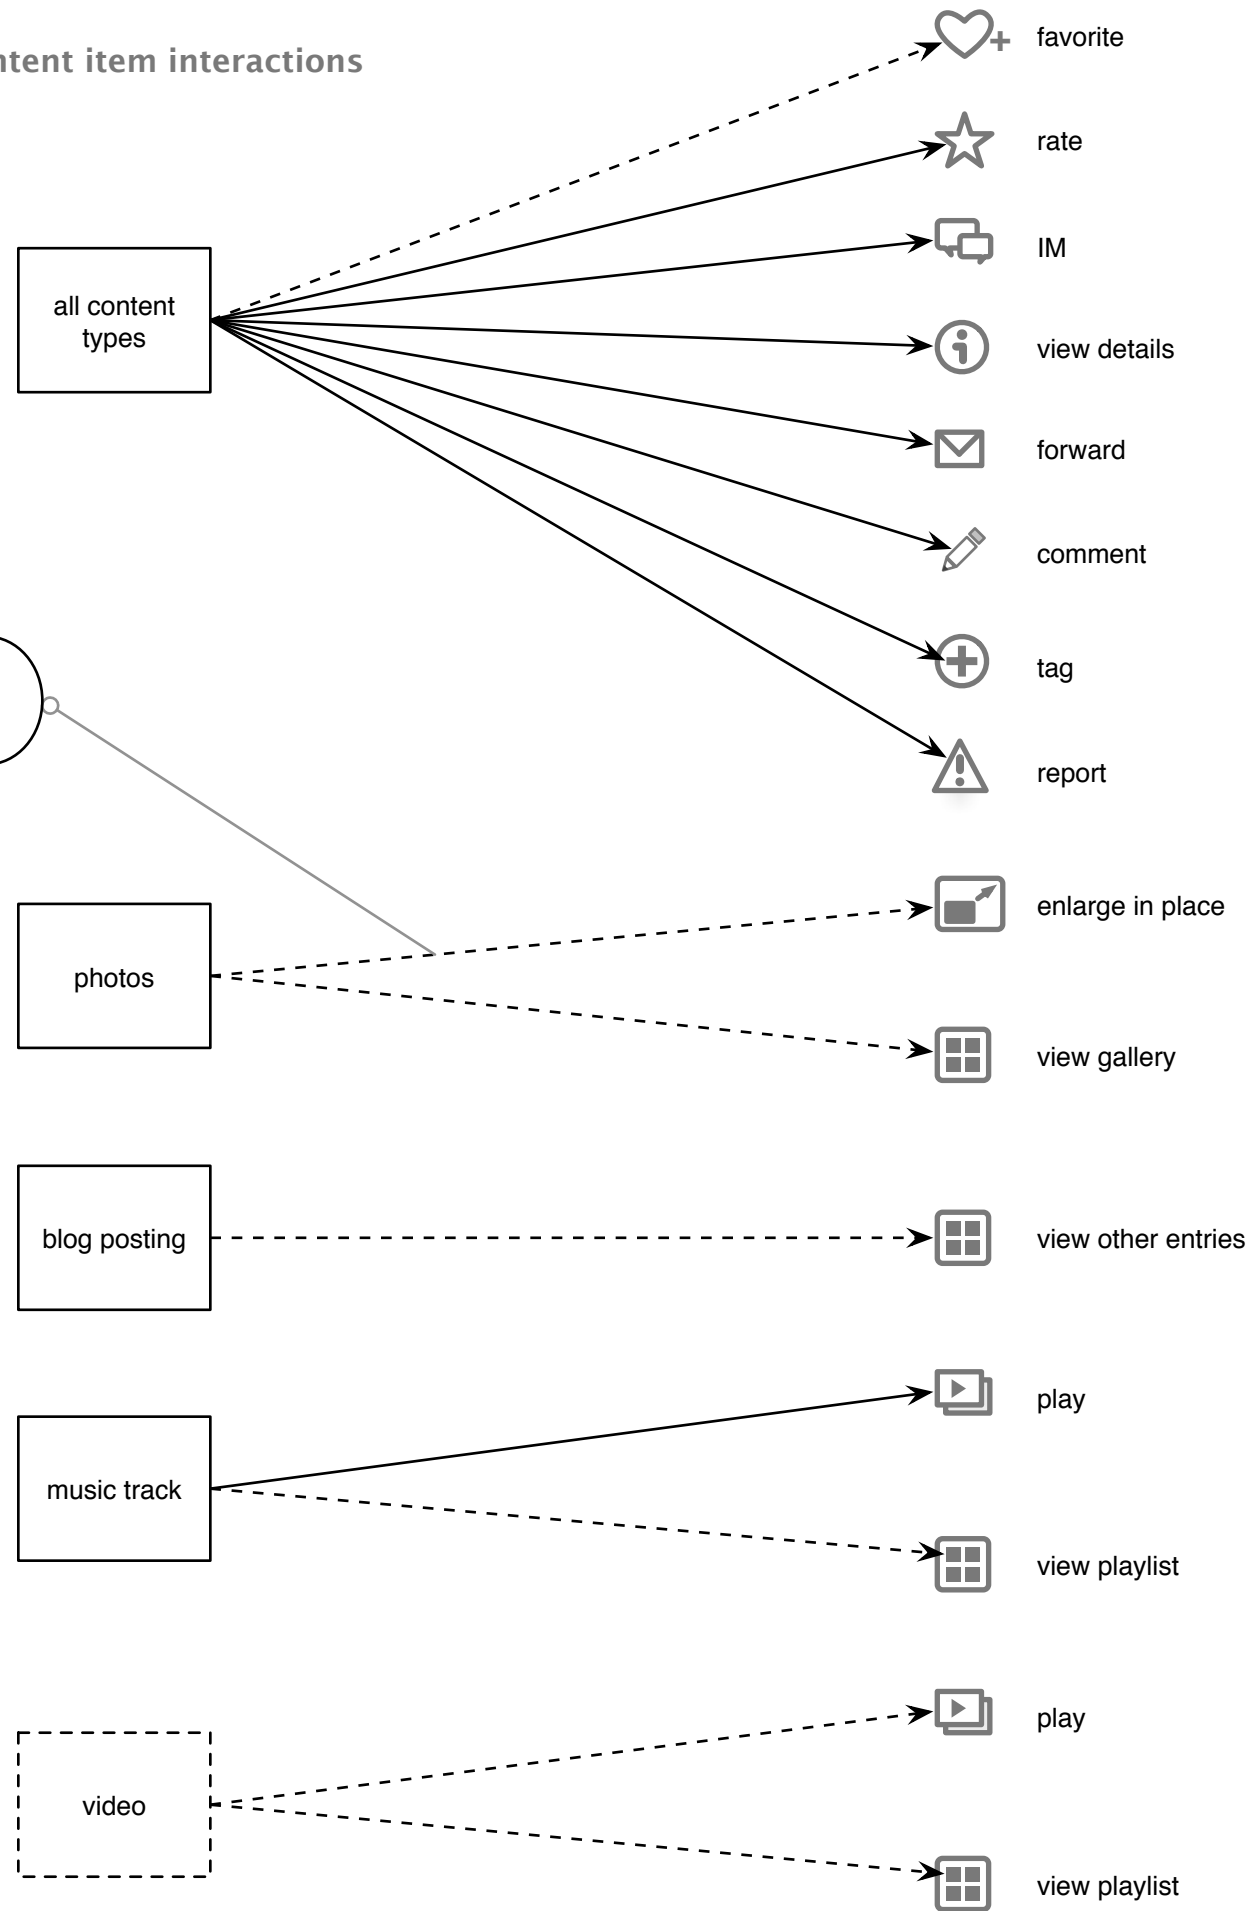 ntent item interactions
favorite
rate
IM
all content
types
view details
forward
comment
tag
report
enlarge in place
photos
view gallery
blog posting
view other entries
play
music track
view playlist
play
video
view playlist